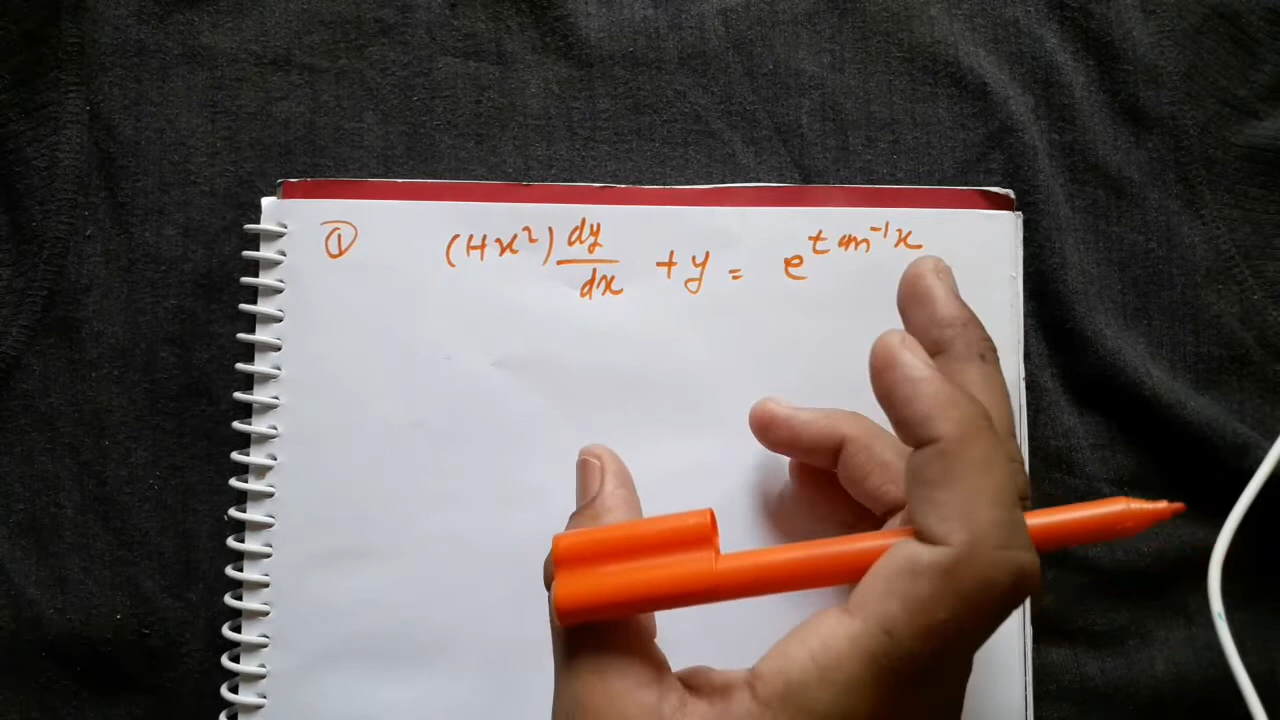 ① (1+x²) dy/dx + y = e^(tan⁻¹x)